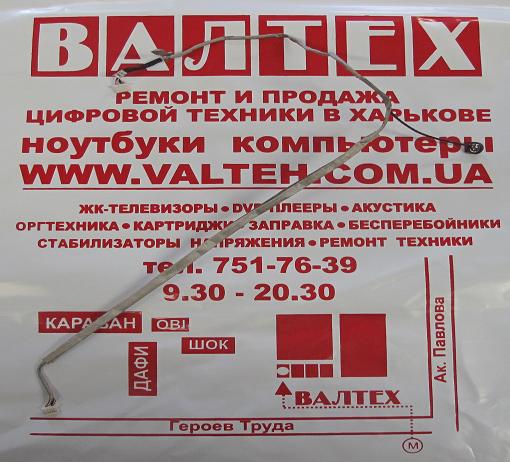 ВАЛТЕХ
РЕМОНТ И ПРОДАЖА
ЦИФРОВОЙ ТЕХНИКИ В ХАРЬКОВЕ
ноутбуки компьютеры
WWW.VALTEH.COM.UA
ЖК-ТЕЛЕВИЗОРЫ • DVD-ПЛЕЕРЫ • АКУСТИКА
ОРГТЕХНИКА • КАРТРИДЖИ-ЗАПРАВКА • БЕСПЕРЕБОЙНИКИ
СТАБИЛИЗАТОРЫ НАПРЯЖЕНИЯ • РЕМОНТ ТЕХНИКИ
тел. 751-76-39
9.30 - 20.30
КАРАВАН
OBI
ДАФИ
ШОК
ВАЛТЕХ
Ак. Павлова
Героев Труда
М